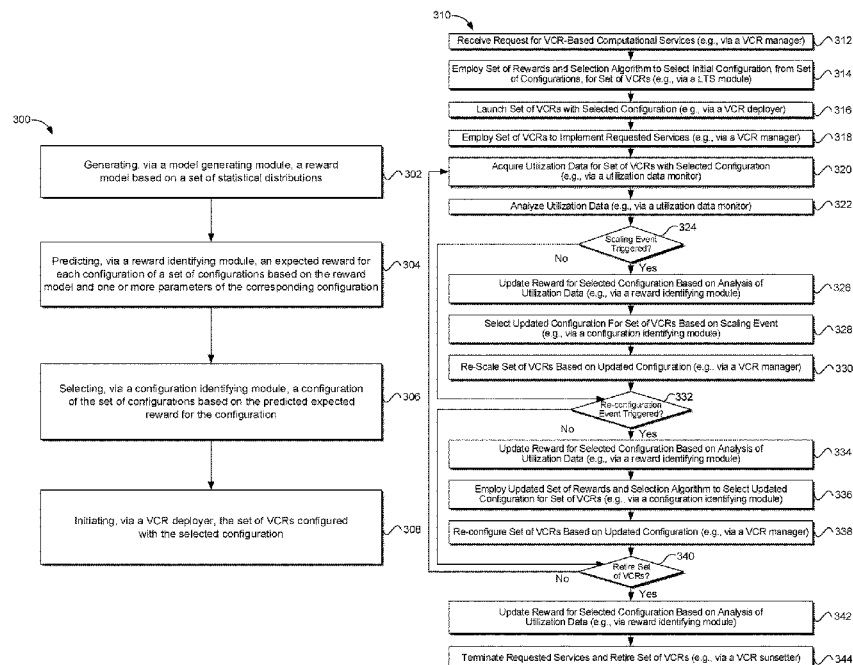 300
Generating, via a model generating module, a reward
model based on a set of statistical distributions
302
Predicting, via a reward identifying module, an expected reward for
each configuration of a set of configurations based on the reward
model and one or more parameters of the corresponding configuration
304
Selecting, via a configuration identifying module, a configuration
of the set of configurations based on the predicted expected
reward for the configuration
306
Initiating, via a VCR deployer, the set of VCRs configured
with the selected configuration
308
310
Receive Request for VCR-Based Computational Services (e.g., via a VCR manager)
312
Employ Set of Rewards and Selection Algorithm to Select Initial Configuration, from Set
of Configurations, for Set of VCRs (e.g., via a LTS module)
314
Launch Set of VCRs with Selected Configuration (e.g., via a VCR deployer)
316
Employ Set of VCRs to Implement Requested Services (e.g., via a VCR manager)
318
Acquire Utilization Data for Set of VCRs with Selected Configuration
(e.g., via a utilization data monitor)
320
Analyze Utilization Data (e.g., via a utilization data monitor)
322
324
Scaling Event
Triggered?
No
Yes
Update Reward for Selected Configuration Based on Analysis of
Utilization Data (e.g., via a reward identifying module)
326
Select Updated Configuration For Set of VCRs Based on Scaling Event
(e.g., via a configuration identifying module)
328
Re-Scale Set of VCRs Based on Updated Configuration (e.g., via a VCR manager)
330
332
Re-configuration
Event Triggered?
No
Yes
Update Reward for Selected Configuration Based on Analysis of
Utilization Data (e.g., via a reward identifying module)
334
Employ Updated Set of Rewards and Selection Algorithm to Select Updated
Configuration for Set of VCRs (e.g., via a configuration identifying module)
336
Re-configure Set of VCRs Based on Updated Configuration (e.g., via a VCR manager)
338
340
Retire Set
of VCRs?
No
Yes
Update Reward for Selected Configuration Based on Analysis of
Utilization Data (e.g., via reward identifying module)
342
Terminate Requested Services and Retire Set of VCRs (e.g., via a VCR sunsetter)
344